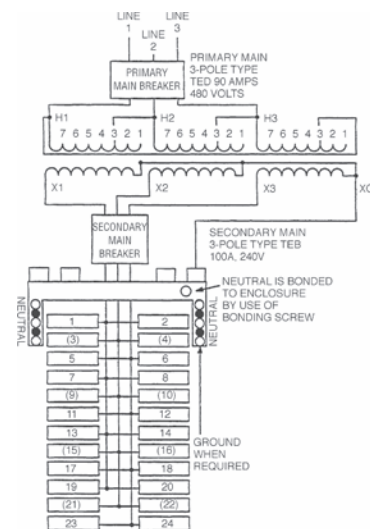 LINE
1
LINE
2
LINE
3
PRIMARY MAIN
3-POLE TYPE
TED 90 AMPS
480 VOLTS
PRIMARY
MAIN BREAKER
H1
H2
H3
7 6 5 4 3 2 1
7 6 5 4 3 2 1
7 6 5 4 3 2 1
X1
X2
X3
X0
SECONDARY
MAIN
BREAKER
SECONDARY MAIN
3-POLE TYPE TEB
100A, 240V
NEUTRAL IS BONDED
TO ENCLOSURE
BY USE OF
BONDING SCREW
NEUTRAL
NEUTRAL
1 2
(3) (4)
5 6
7 8
(9) (10)
11 12
13 14
(15) (16)
17 18
19 20
(21) (22)
23 24
GROUND
WHEN
REQUIRED